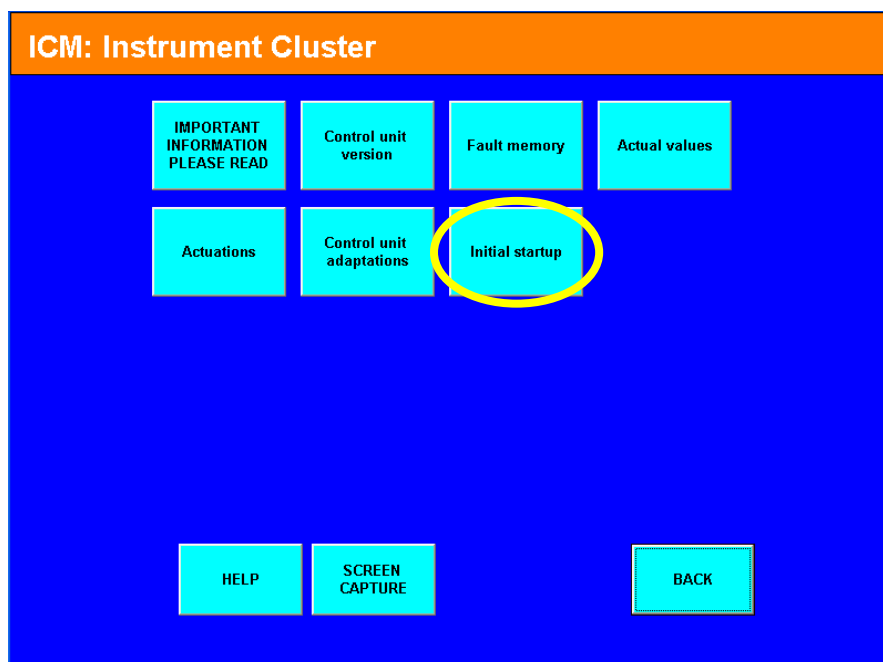 ICM: Instrument Cluster
IMPORTANT
INFORMATION
PLEASE READ
Control unit
version
Fault memory
Actual values
Actuations
Control unit
adaptations
Initial startup
HELP
SCREEN
CAPTURE
BACK